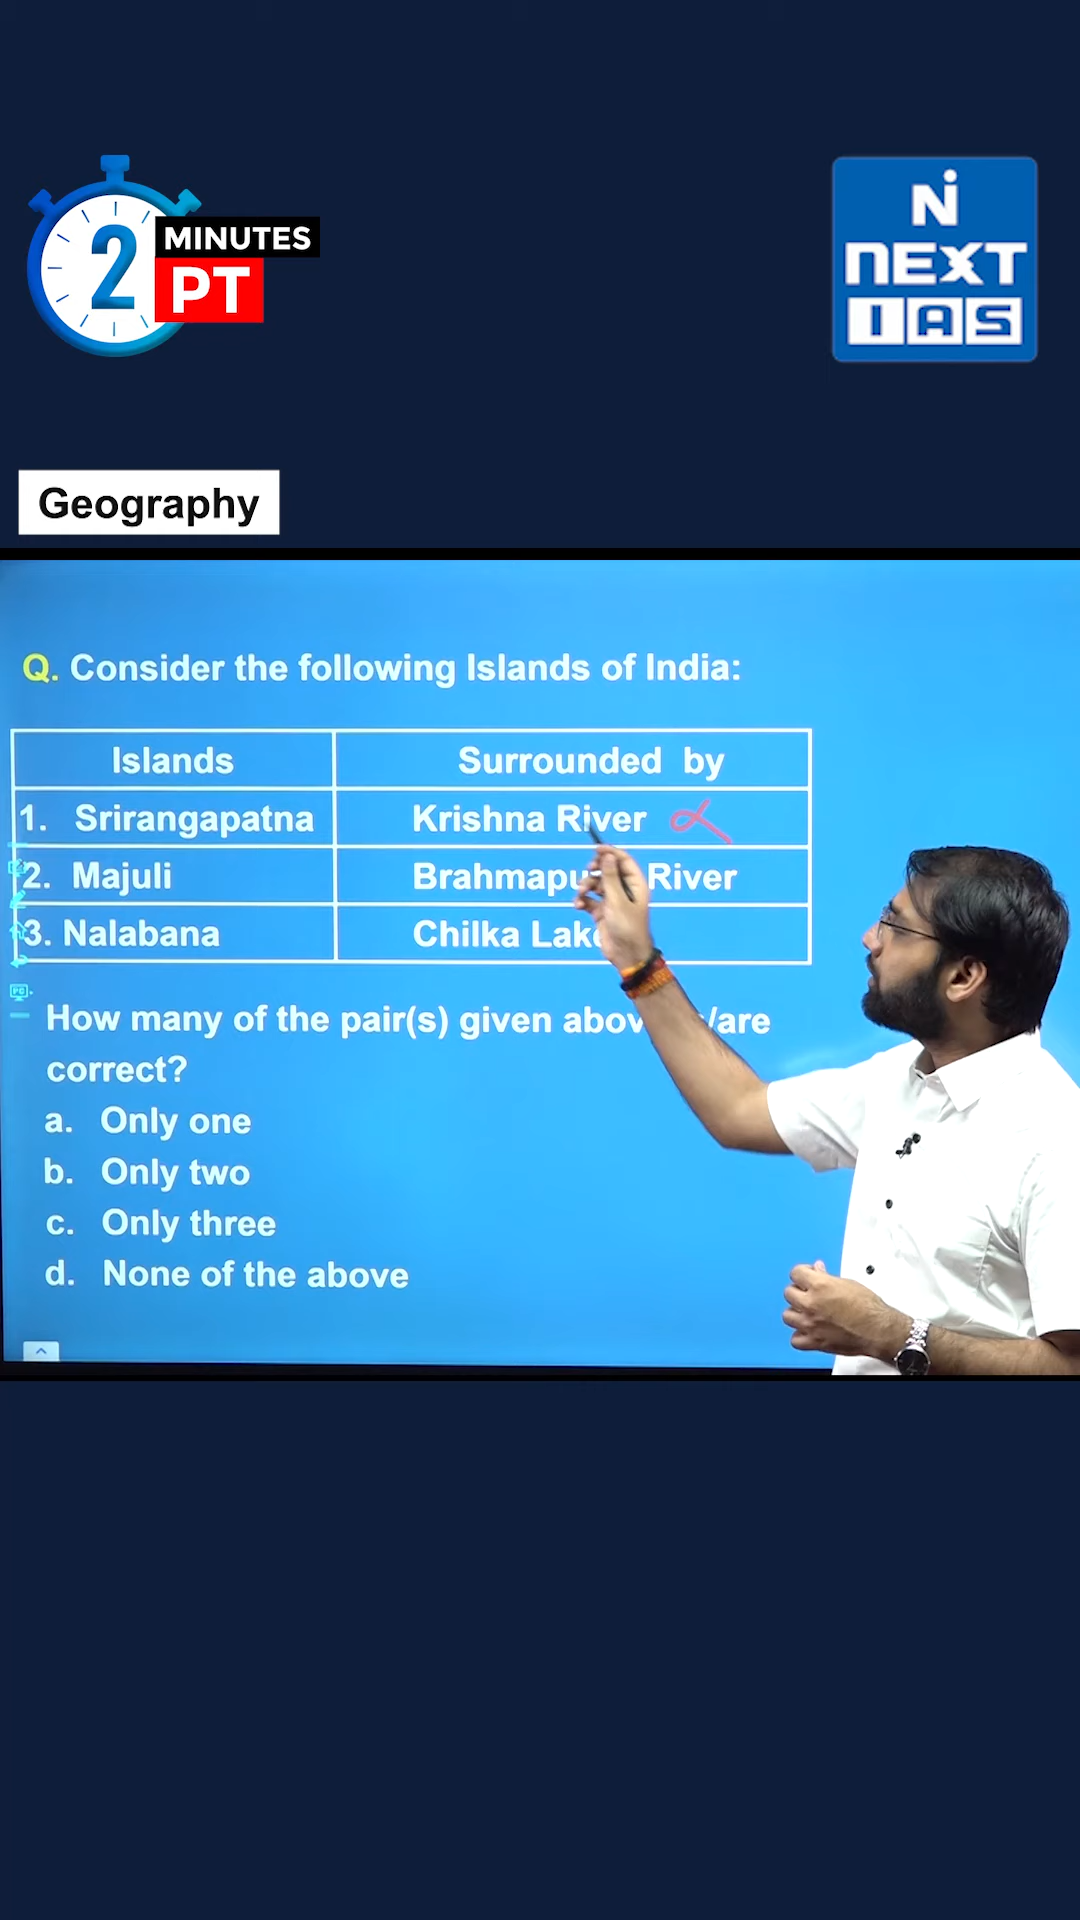 2
MINUTES
PT
N
NEXT
IAS
Geography
Q. Consider the following Islands of India:
Islands Surrounded by
1. Srirangapatna Krishna River
2. Majuli River
3. Nalabana Chilka
How many of the pair(s) given
correct?
a. Only one
b. Only two
c. Only three
d. None of the above